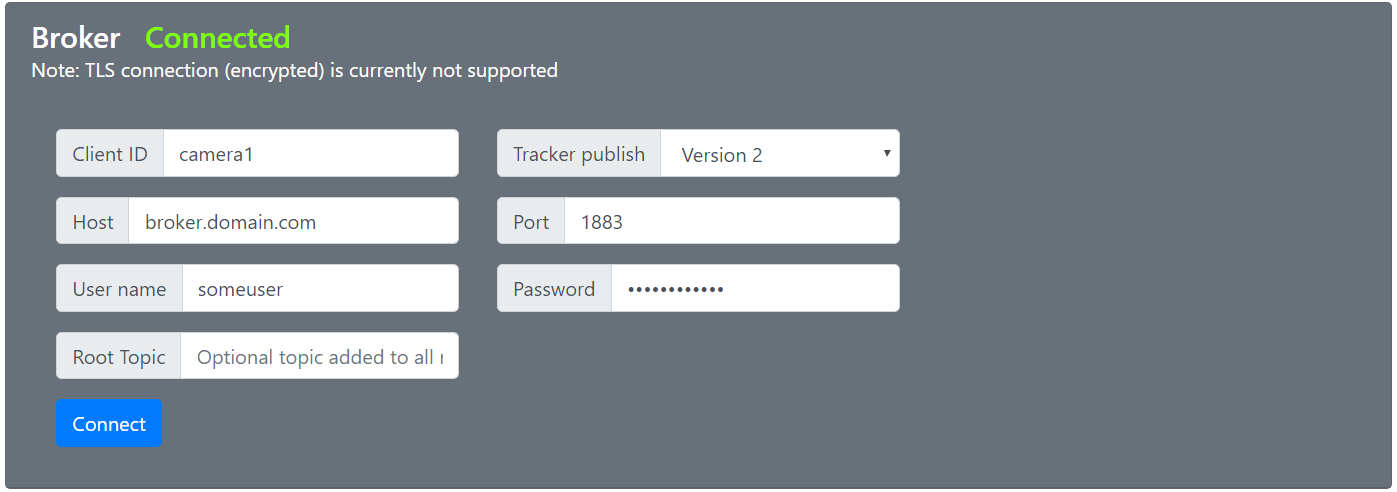 Broker Connected
Note: TLS connection (encrypted) is currently not supported
Client ID camera1 Tracker publish Version 2
Host broker.domain.com Port 1883
User name someuser Password ••••••••••••
Root Topic Optional topic added to all
Connect